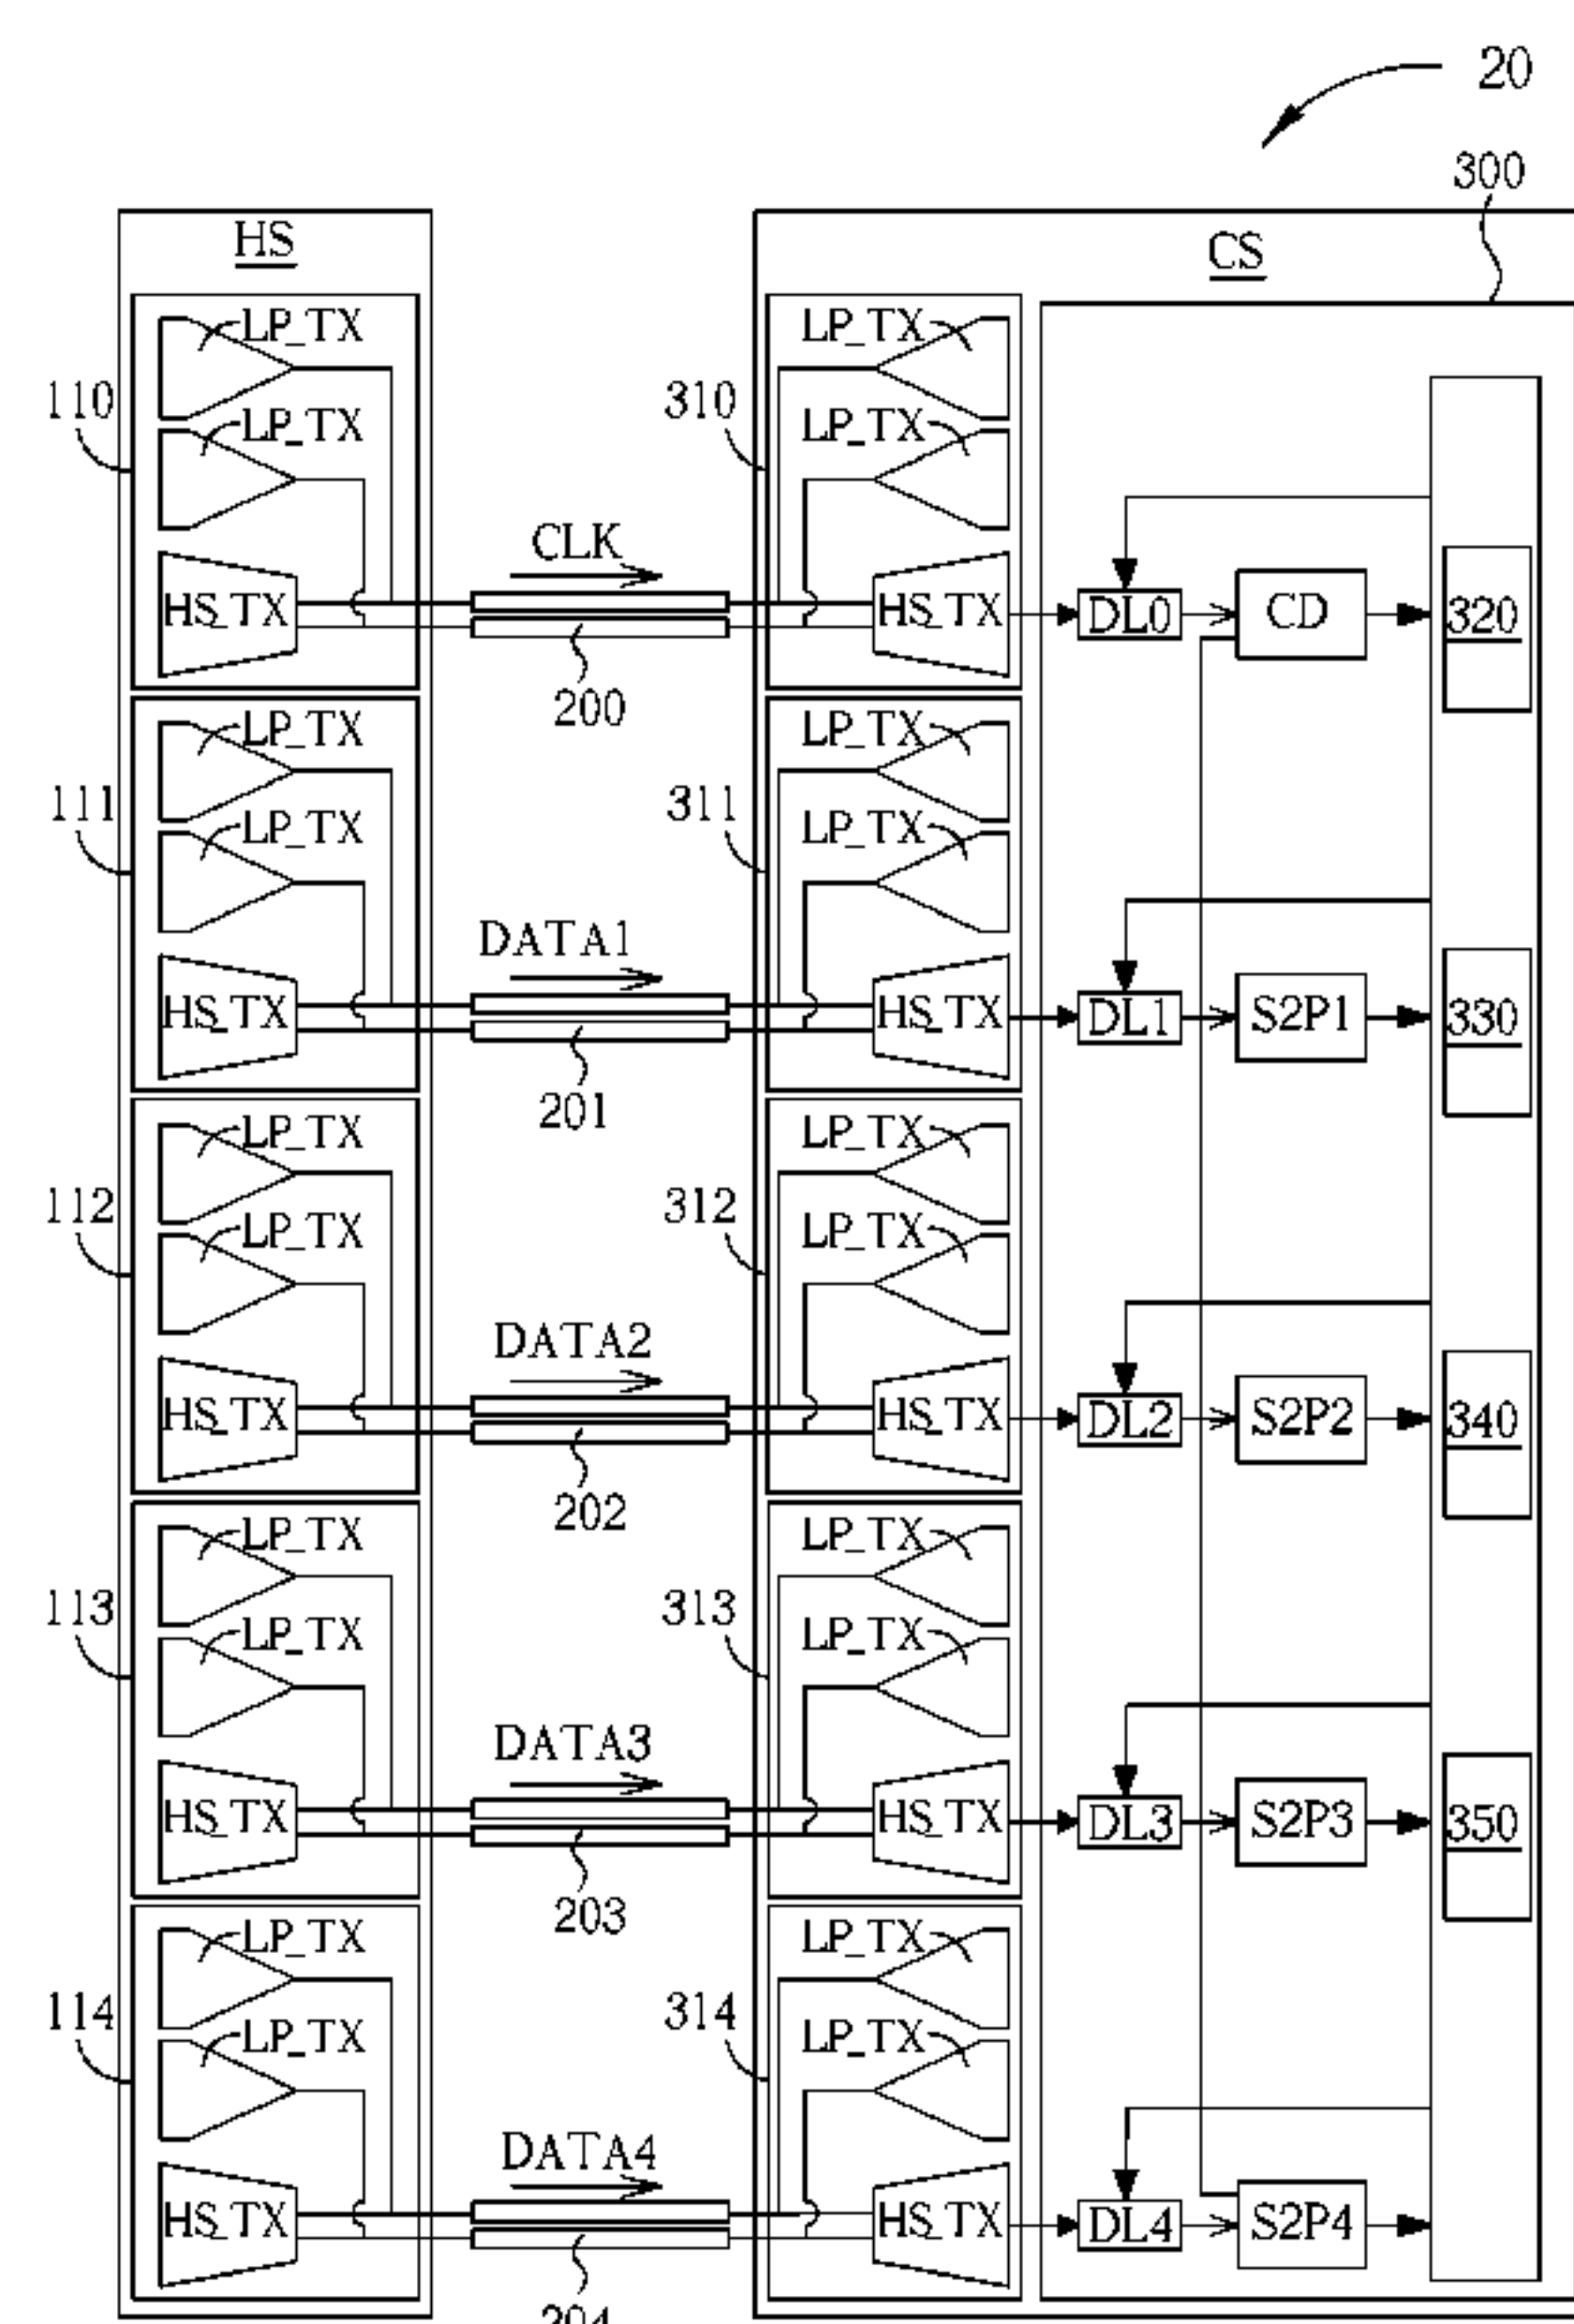 20
300
HS
CS
LP_TX
LP_TX
110
310
LP_TX
LP_TX
CLK
HS_TX
HS_TX
DL0
CD
320
200
LP_TX
LP_TX
111
311
LP_TX
LP_TX
DATA1
HS_TX
HS_TX
DL1
S2P1
330
201
LP_TX
LP_TX
112
312
LP_TX
LP_TX
DATA2
HS_TX
HS_TX
DL2
S2P2
340
202
LP_TX
LP_TX
113
313
LP_TX
LP_TX
DATA3
HS_TX
HS_TX
DL3
S2P3
350
203
LP_TX
LP_TX
114
314
LP_TX
LP_TX
DATA4
HS_TX
HS_TX
DL4
S2P4
204